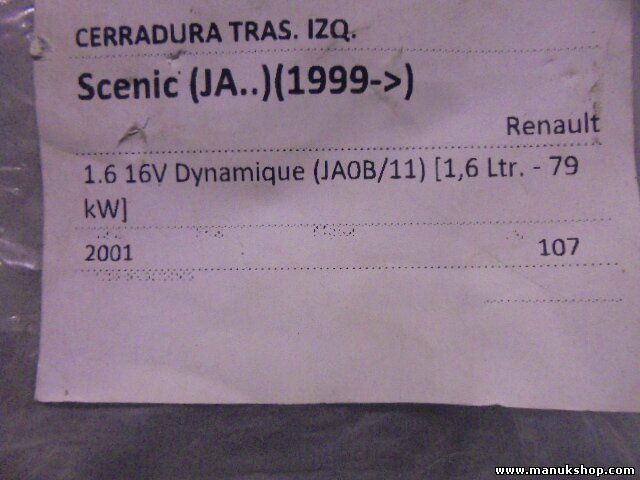 CERRADURA TRAS. IZQ.
Scenic (JA..)(1999->)
Renault
1.6 16V Dynamique (JA0B/11) [1,6 Ltr. - 79
kW]
2001 107
www.manukshop.com